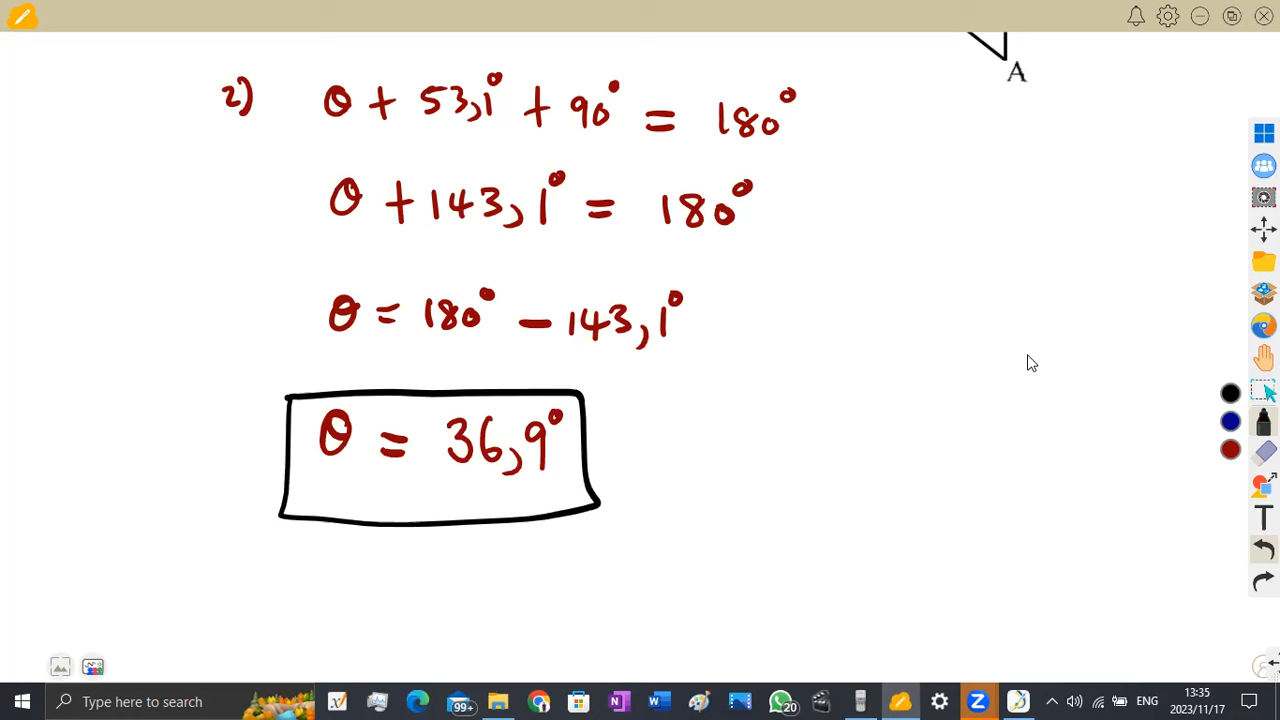 A
2) θ + 53,1° + 90° = 180°
θ + 143,1° = 180°
θ = 180° - 143,1°
θ = 36,9°
T
Type here to search
99+
20
ENG
13:35
2023/11/17